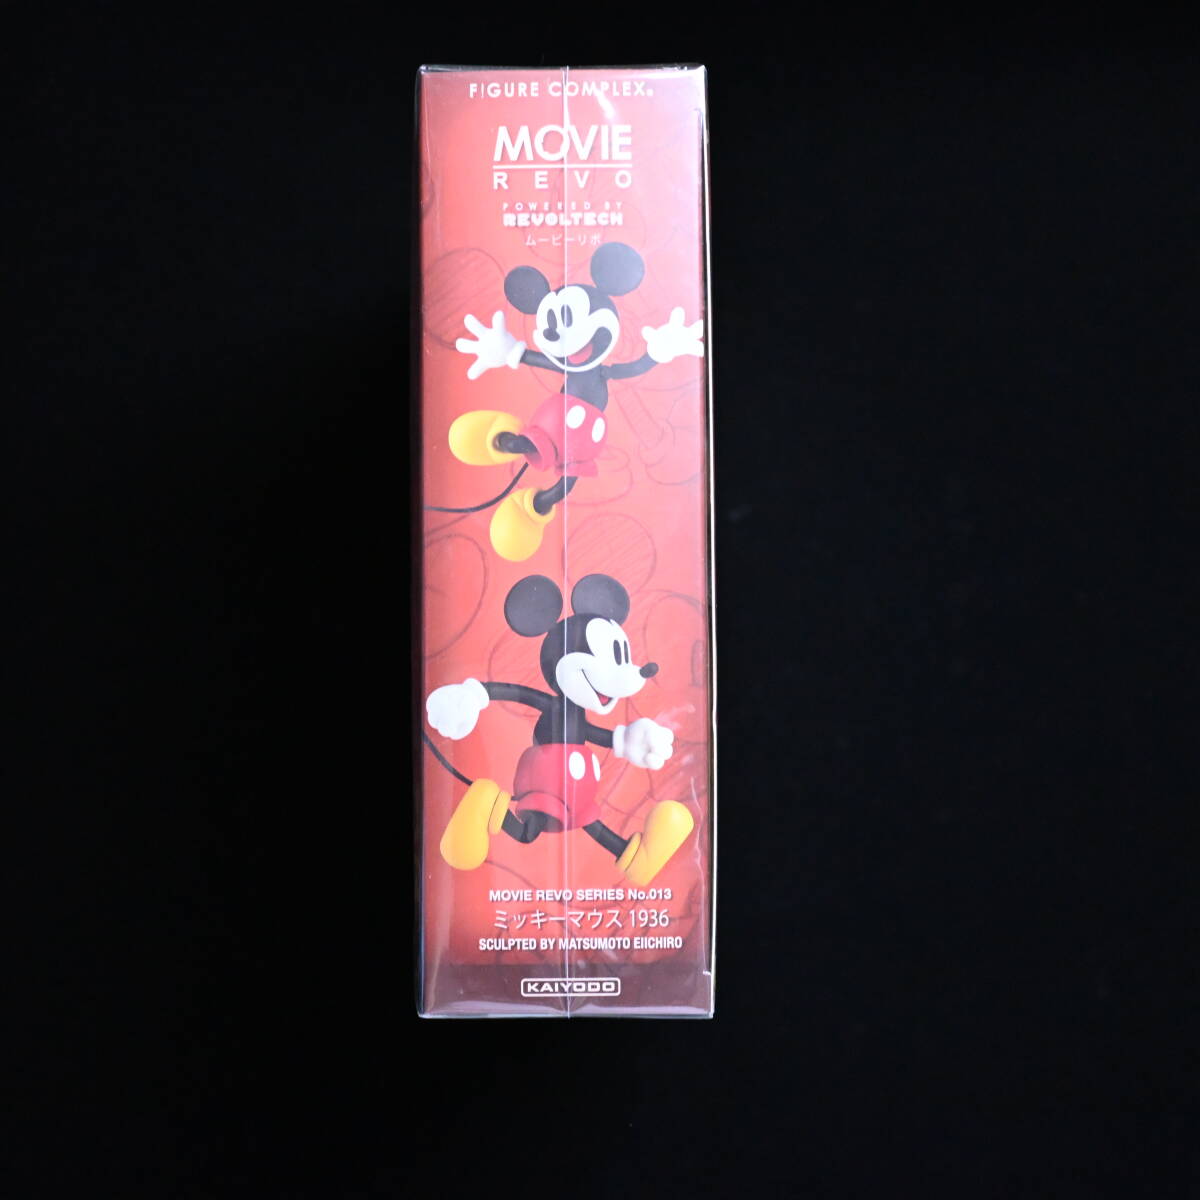 F!GURE COMPLEX®
MOVIE
REVO
POWERED BY
REVOLTECH
ムービーリボ
MOVIE REVO SERIES No.013
ミッキーマウス 1936
SCULPTED BY MATSUMOTO EIICHIRO
KAIYODO